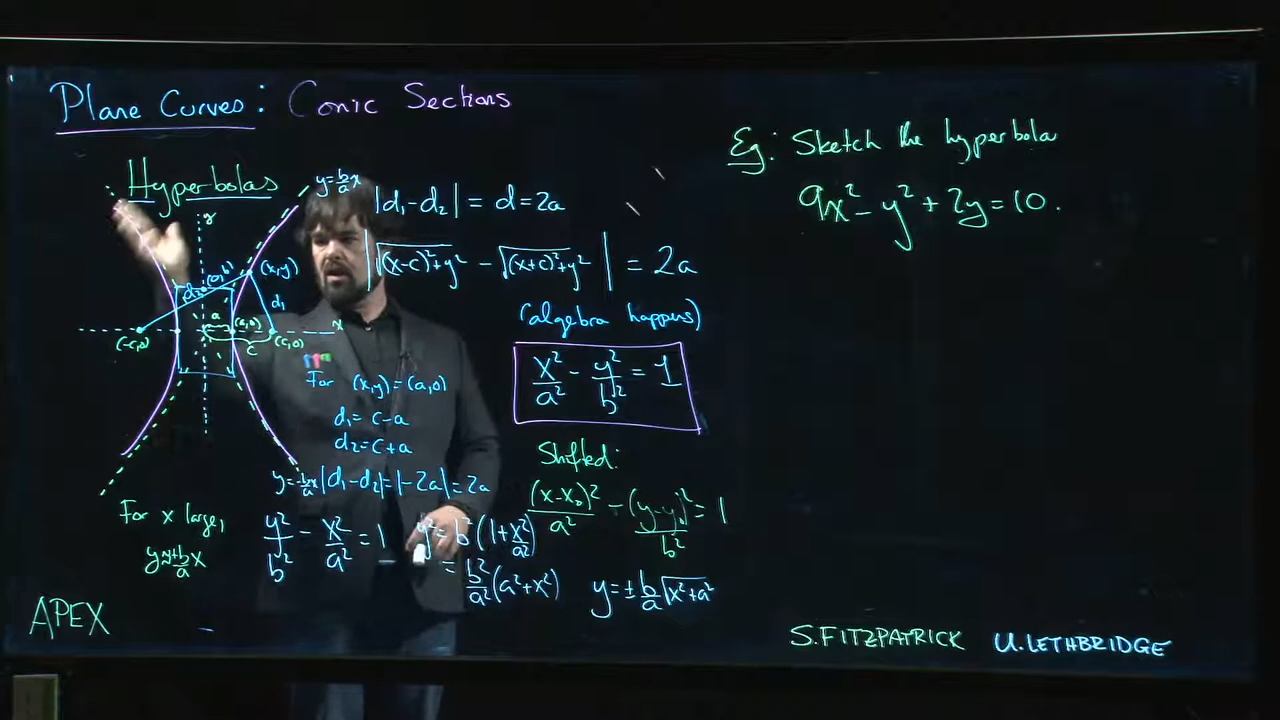 Plane Curves: Conic Sections
Hyperbolas
y=b/a x
y
(0,b)
(x,y)
d₂
d₁
a
(a,0)
x
(-c,0)
c
(c,0)
|d₁-d₂| = d = 2a
|√((x-c)²+y²) - √((x+c)²+y²)| = 2a
(algebra happens)
x²/a² - y²/b² = 1
For (x,y)=(a,0)
d₁=c-a
d₂=c+a
y=-b/a x
|d₁-d₂|=|-2a|=2a
For x large,
y≈±b/a x
y²/b² - x²/a² = 1
y²= b²(1+x²/a²)
= b²/a²(a²+x²)
y=±b/a√(x²+a²)
Shifted:
(x-x₀)²/a² - (y-y₀)²/b² = 1
Eg: Sketch the hyperbola
9x²-y²+2y=10.
APEX
S.FITZPATRICK U.LETHBRIDGE